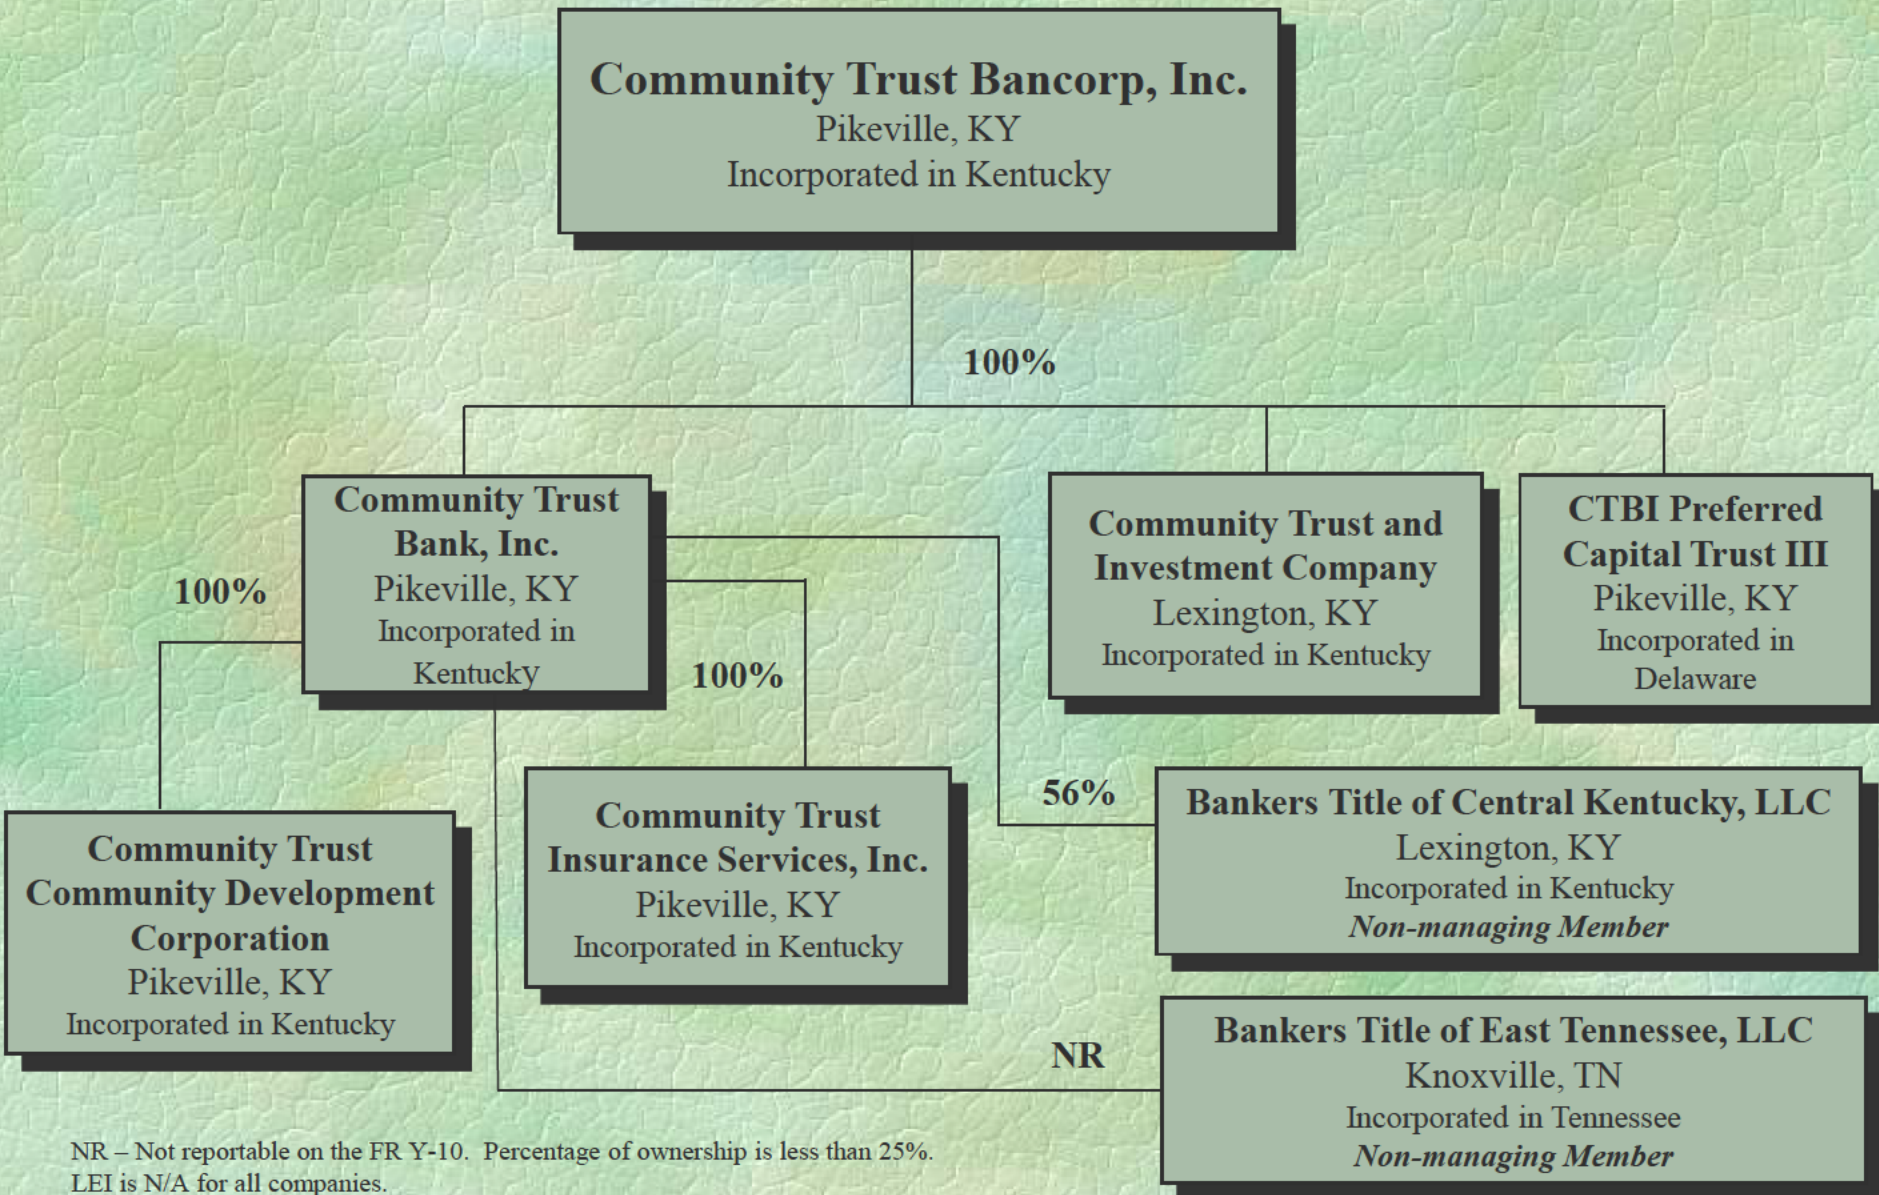 Community Trust Bancorp, Inc.
Pikeville, KY
Incorporated in Kentucky
100%
Community Trust
Bank, Inc.
Pikeville, KY
Incorporated in
Kentucky
Community Trust and
Investment Company
Lexington, KY
Incorporated in Kentucky
CTBI Preferred
Capital Trust III
Pikeville, KY
Incorporated in
Delaware
100%
100%
56%
Community Trust
Community Development
Corporation
Pikeville, KY
Incorporated in Kentucky
Community Trust
Insurance Services, Inc.
Pikeville, KY
Incorporated in Kentucky
Bankers Title of Central Kentucky, LLC
Lexington, KY
Incorporated in Kentucky
Non-managing Member
NR
Bankers Title of East Tennessee, LLC
Knoxville, TN
Incorporated in Tennessee
Non-managing Member
NR – Not reportable on the FR Y-10.  Percentage of ownership is less than 25%.
LEI is N/A for all companies.